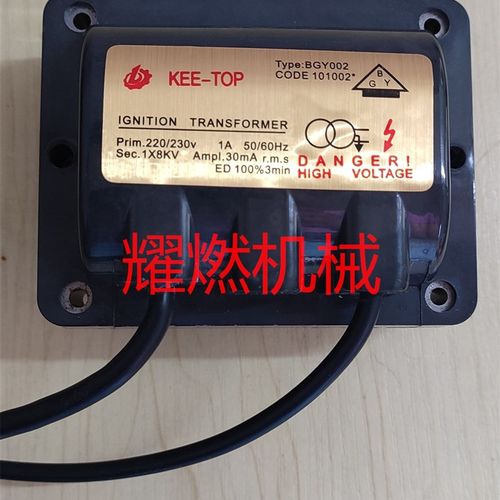 KEE-TOP
Type:BGY002
CODE 101002*
B
G Y
IGNITION TRANSFORMER
Prim.220/230v 1A 50/60Hz
Sec.1X8KV Ampl.30mA r.m.s
ED 100%3min
DANGER!
HIGH VOLTAGE
耀燃机械